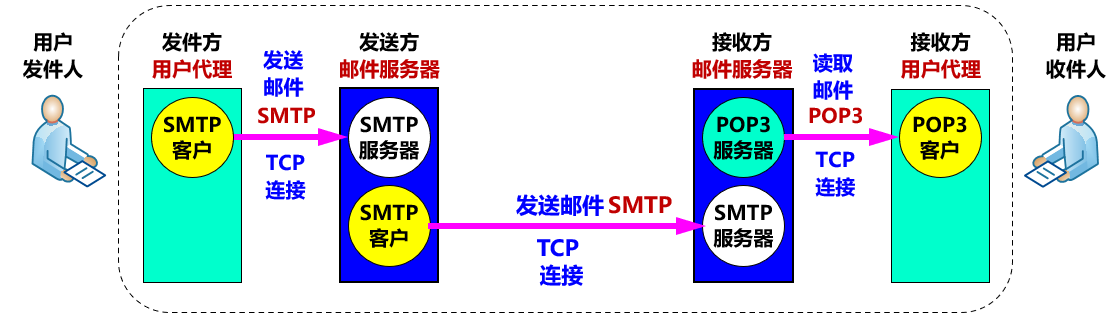 用户
发件人
发件方
用户代理
SMTP
客户
发送
邮件
SMTP
TCP
连接
发送方
邮件服务器
SMTP
服务器
SMTP
客户
发送邮件 SMTP
TCP
连接
接收方
邮件服务器
POP3
服务器
SMTP
服务器
读取
邮件
POP3
TCP
连接
接收方
用户代理
POP3
客户
用户
收件人